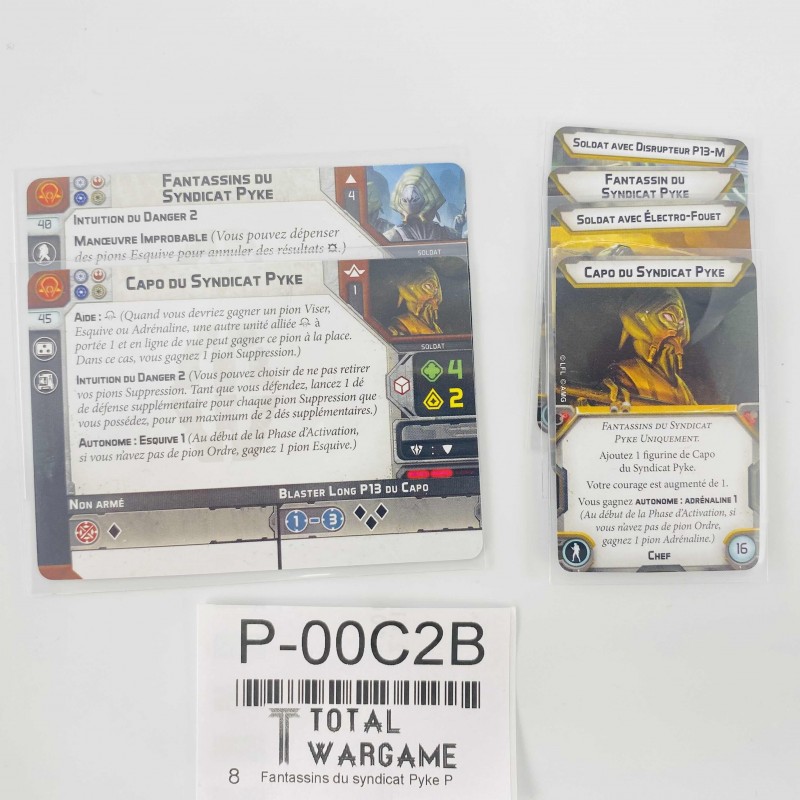 Fantassins du
Syndicat Pyke
40
4
Intuition du Danger 2
Manœuvre Improbable (Vous pouvez dépenser
des pions Esquive pour annuler des résultats .)
Soldat
Capo du Syndicat Pyke
45
1
Aide : (Quand vous devriez gagner un pion Viser,
Esquive ou Adrénaline, une autre unité alliée à
portée 1 et en ligne de vue peut gagner ce pion à la place.
Dans ce cas, vous gagnez 1 pion Suppression.)
Intuition du Danger 2 (Vous pouvez choisir de ne pas retirer
vos pions Suppression. Tant que vous défendez, lancez 1 dé
de défense supplémentaire pour chaque pion Suppression que
vous possédez, pour un maximum de 2 dés supplémentaires.)
Autonome : Esquive 1 (Au début de la Phase d'Activation,
si vous n'avez pas de pion Ordre, gagnez 1 pion Esquive.)
Soldat
4
2
:
Non armé
Blaster Long P13 du Capo
1 – 3
Soldat avec Disrupteur P13-M
Fantassin du
Syndicat Pyke
Soldat avec Électro-Fouet
Capo du Syndicat Pyke
© LFL © AMG
Fantassins du Syndicat
Pyke Uniquement.
Ajoutez 1 figurine de Capo
du Syndicat Pyke.
Votre courage est augmenté de 1.
Vous gagnez autonome : adrénaline 1
(Au début de la Phase d'Activation, si
vous n'avez pas de pion Ordre,
gagnez 1 pion Adrénaline.)
Chef
16
P-00C2B
TOTAL
WARGAME
8 Fantassins du syndicat Pyke P